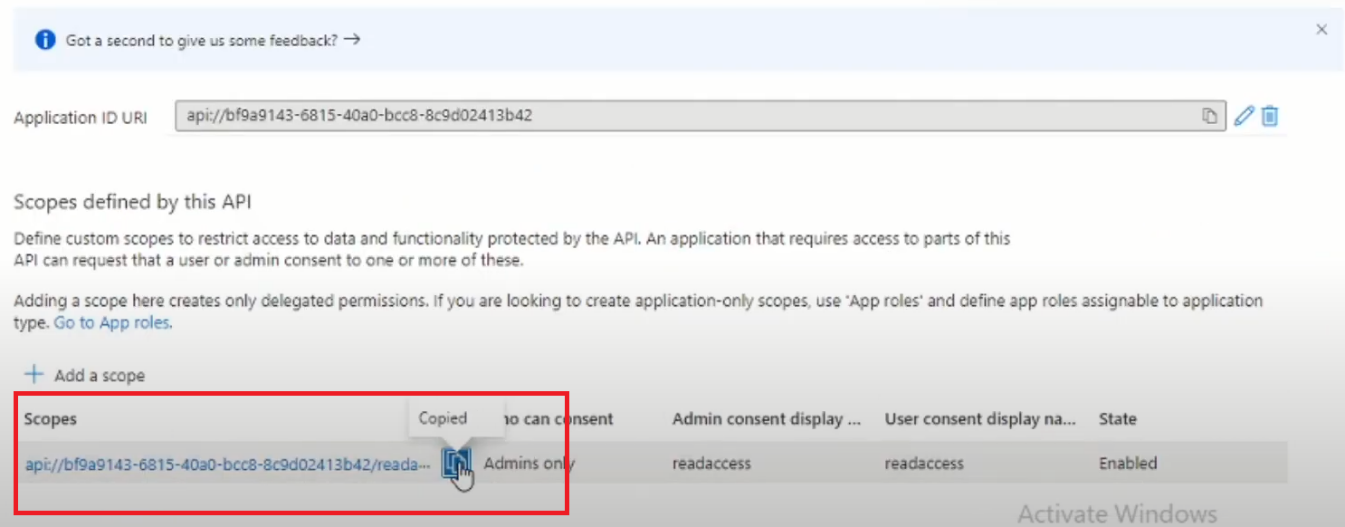 Got a second to give us some feedback? →
Application ID URI
api://bf9a9143-6815-40a0-bcc8-8c9d02413b42
Scopes defined by this API
Define custom scopes to restrict access to data and functionality protected by the API. An application that requires access to parts of this
API can request that a user or admin consent to one or more of these.
Adding a scope here creates only delegated permissions. If you are looking to create application-only scopes, use 'App roles' and define app roles assignable to application
type. Go to App roles.
+ Add a scope
Scopes Copied ho can consent Admin consent display ... User consent display na... State
api://bf9a9143-6815-40a0-bcc8-8c9d02413b42/reada... Admins only readaccess readaccess Enabled
Activate Windows